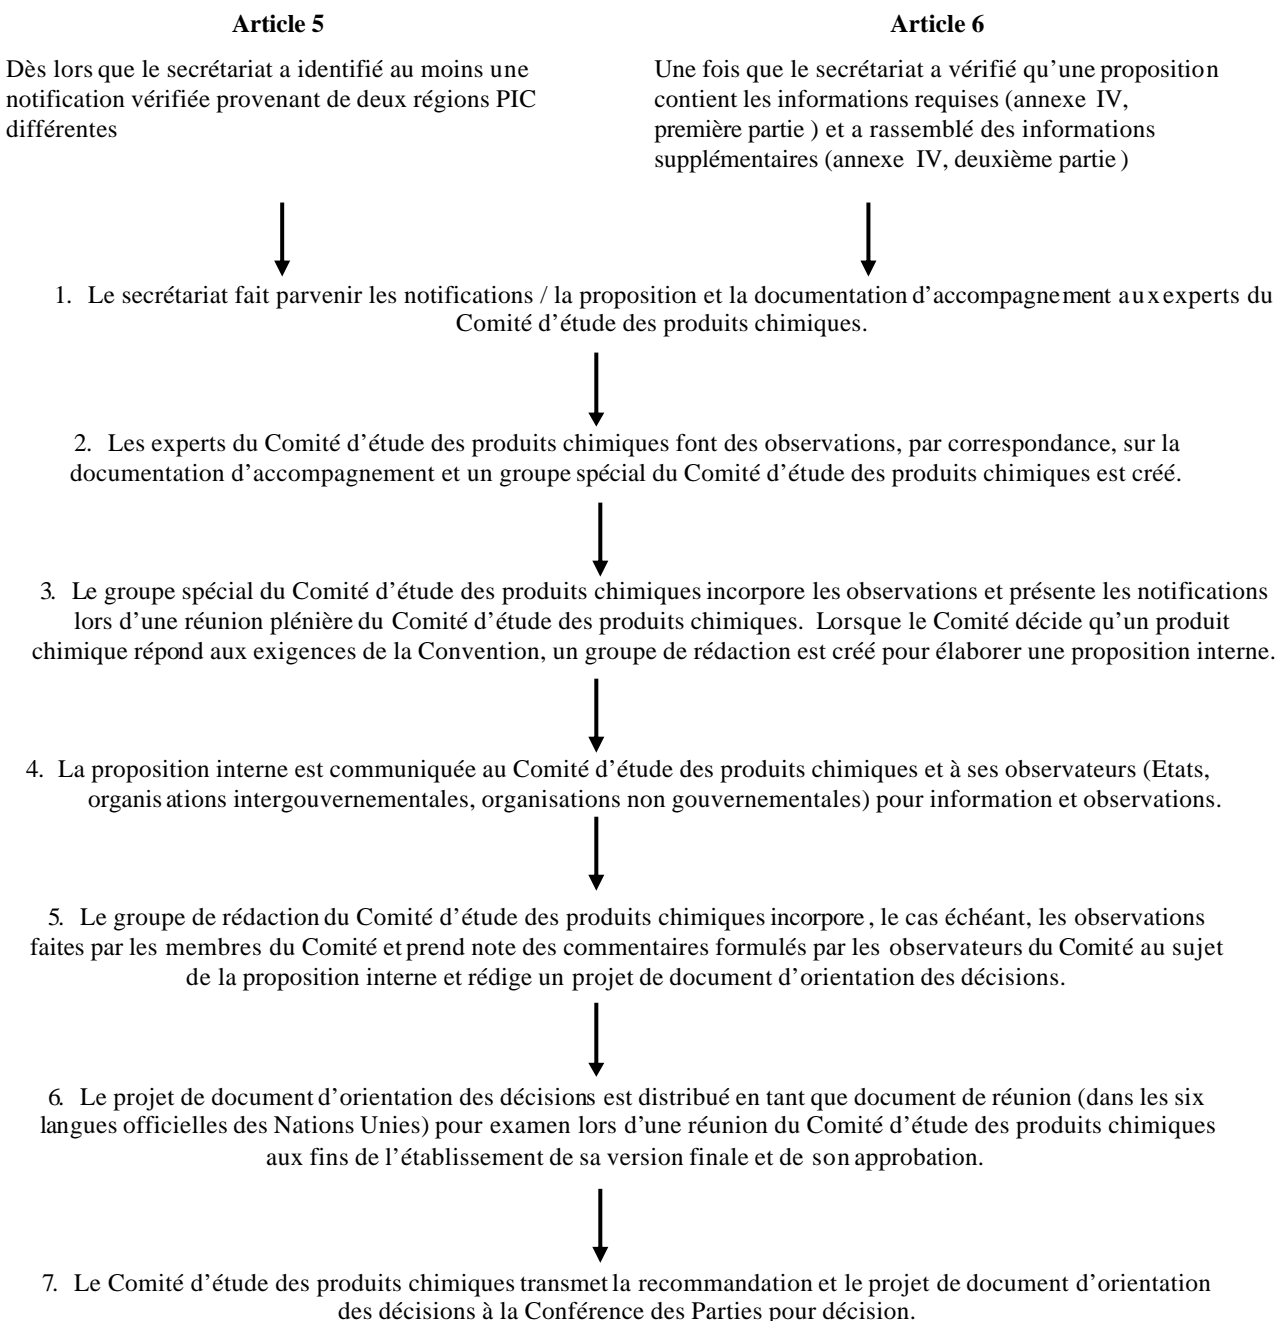 Article 5
Dès lors que le secrétariat a identifié au moins une
notification vérifiée provenant de deux régions PIC
différentes
Article 6
Une fois que le secrétariat a vérifié qu'une proposition
contient les informations requises (annexe IV,
première partie ) et a rassemblé des informations
supplémentaires (annexe IV, deuxième partie )
1. Le secrétariat fait parvenir les notifications / la proposition et la documentation d'accompagnement aux experts du
Comité d'étude des produits chimiques.
2. Les experts du Comité d'étude des produits chimiques font des observations, par correspondance, sur la
documentation d'accompagnement et un groupe spécial du Comité d'étude des produits chimiques est créé.
3. Le groupe spécial du Comité d'étude des produits chimiques incorpore les observations et présente les notifications
lors d'une réunion plénière du Comité d'étude des produits chimiques. Lorsque le Comité décide qu'un produit
chimique répond aux exigences de la Convention, un groupe de rédaction est créé pour élaborer une proposition interne.
4. La proposition interne est communiquée au Comité d'étude des produits chimiques et à ses observateurs (Etats,
organisations intergouvernementales, organisations non gouvernementales) pour information et observations.
5. Le groupe de rédaction du Comité d'étude des produits chimiques incorpore , le cas échéant, les observations
faites par les membres du Comité et prend note des commentaires formulés par les observateurs du Comité au sujet
de la proposition interne et rédige un projet de document d'orientation des décisions.
6. Le projet de document d'orientation des décisions est distribué en tant que document de réunion (dans les six
langues officielles des Nations Unies) pour examen lors d'une réunion du Comité d'étude des produits chimiques
aux fins de l'établissement de sa version finale et de son approbation.
7. Le Comité d'étude des produits chimiques transmet la recommandation et le projet de document d'orientation
des décisions à la Conférence des Parties pour décision.